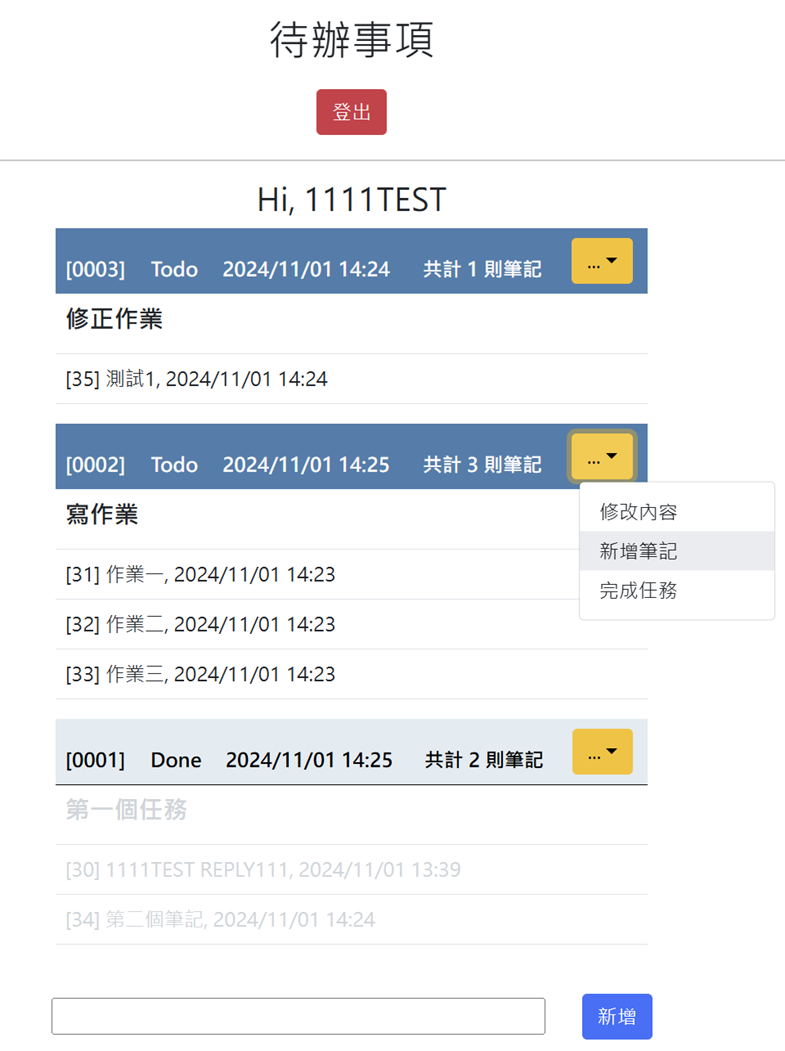 待辦事項
登出
Hi, 1111TEST
[0003] Todo 2024/11/01 14:24 共計 1 則筆記 ...
修正作業
[35] 測試1, 2024/11/01 14:24
[0002] Todo 2024/11/01 14:25 共計 3 則筆記 ...
寫作業
修改內容
新增筆記
完成任務
[31] 作業一, 2024/11/01 14:23
[32] 作業二, 2024/11/01 14:23
[33] 作業三, 2024/11/01 14:23
[0001] Done 2024/11/01 14:25 共計 2 則筆記 ...
第一個任務
[30] 1111TEST REPLY111, 2024/11/01 13:39
[34] 第二個筆記, 2024/11/01 14:24
新增